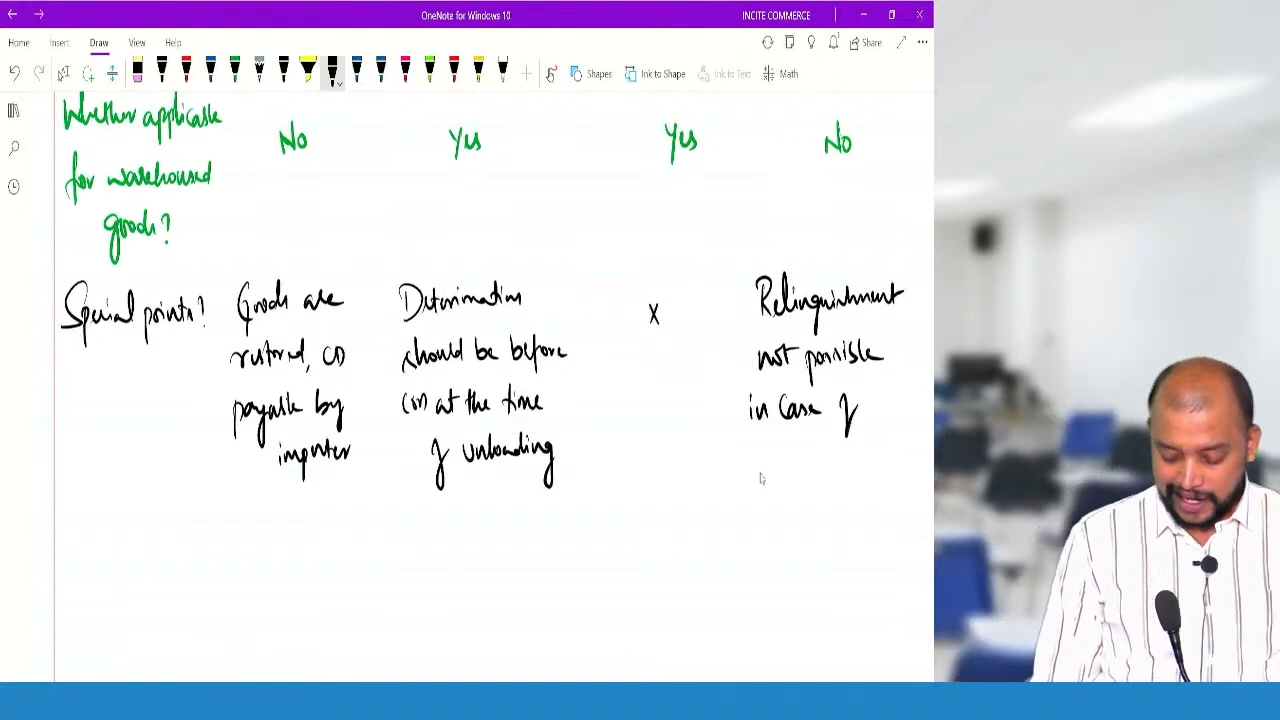 OneNote for Windows 10
INCITE COMMERCE
Home Insert Draw View Help
Share
Shapes Ink to Shape Ink to Text Math
Whether applicable
for warehoused
goods?
No Yes Yes No
Special points?
Goods are
restored, CD
payable by
importer
Deterioration
should be before
(or) at the time
of unloading
X
Relinquishment
not possible
in case of